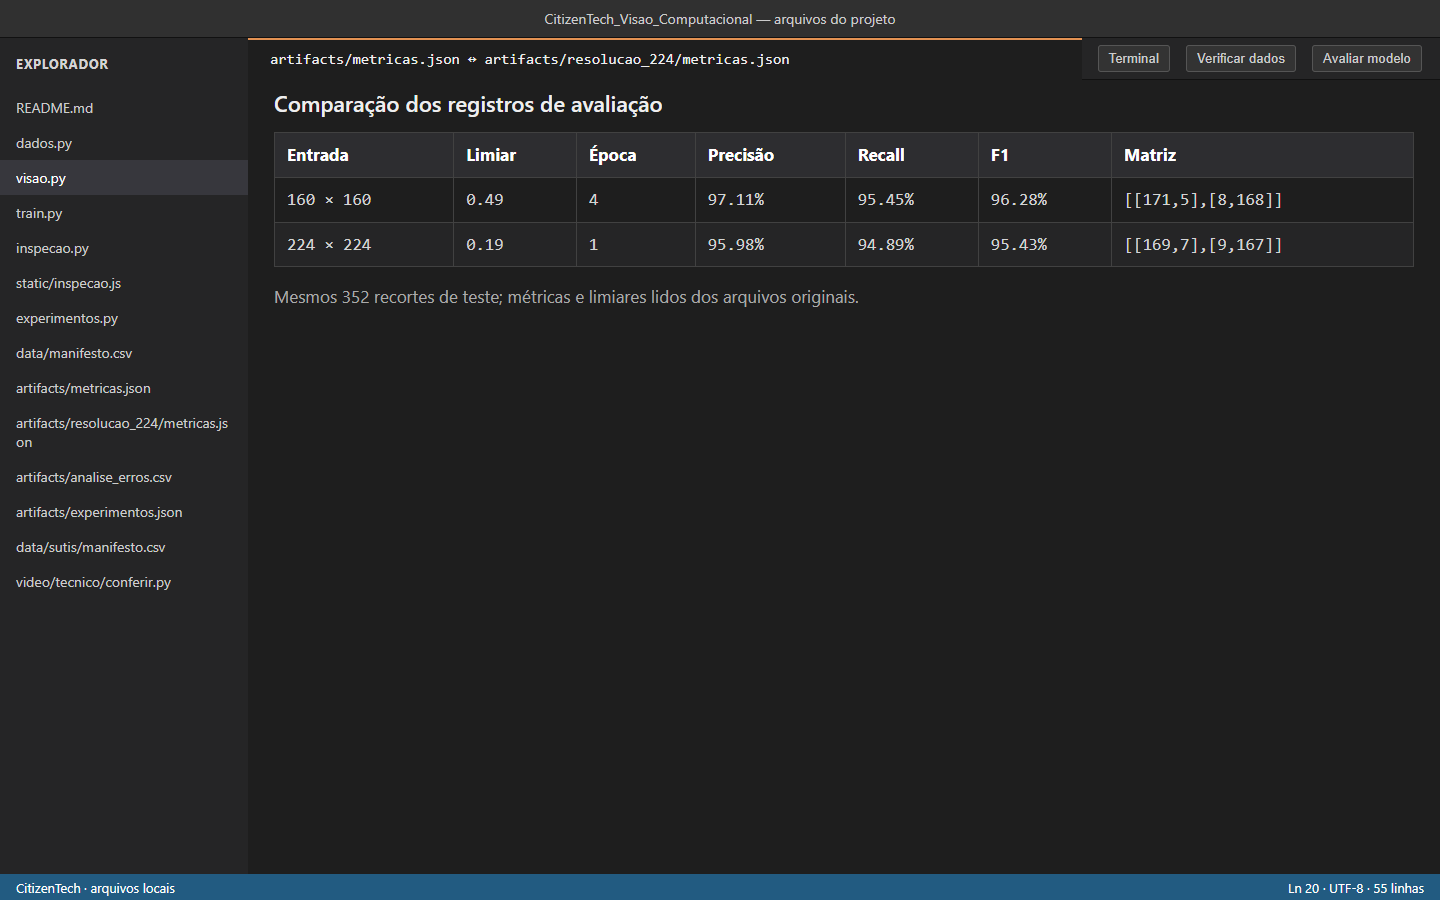 CitizenTech_Visao_Computacional — arquivos do projeto
EXPLORADOR
README.md
dados.py
visao.py
train.py
inspecao.py
static/inspecao.js
experimentos.py
data/manifesto.csv
artifacts/metricas.json
artifacts/resolucao_224/metricas.js
on
artifacts/analise_erros.csv
artifacts/experimentos.json
data/sutis/manifesto.csv
video/tecnico/conferir.py
artifacts/metricas.json ↔ artifacts/resolucao_224/metricas.json
Terminal
Verificar dados
Avaliar modelo
Comparação dos registros de avaliação
Entrada Limiar Época Precisão Recall F1 Matriz
160 × 160 0.49 4 97.11% 95.45% 96.28% [[171,5],[8,168]]
224 × 224 0.19 1 95.98% 94.89% 95.43% [[169,7],[9,167]]
Mesmos 352 recortes de teste; métricas e limiares lidos dos arquivos originais.
CitizenTech · arquivos locais
Ln 20 · UTF-8 · 55 linhas